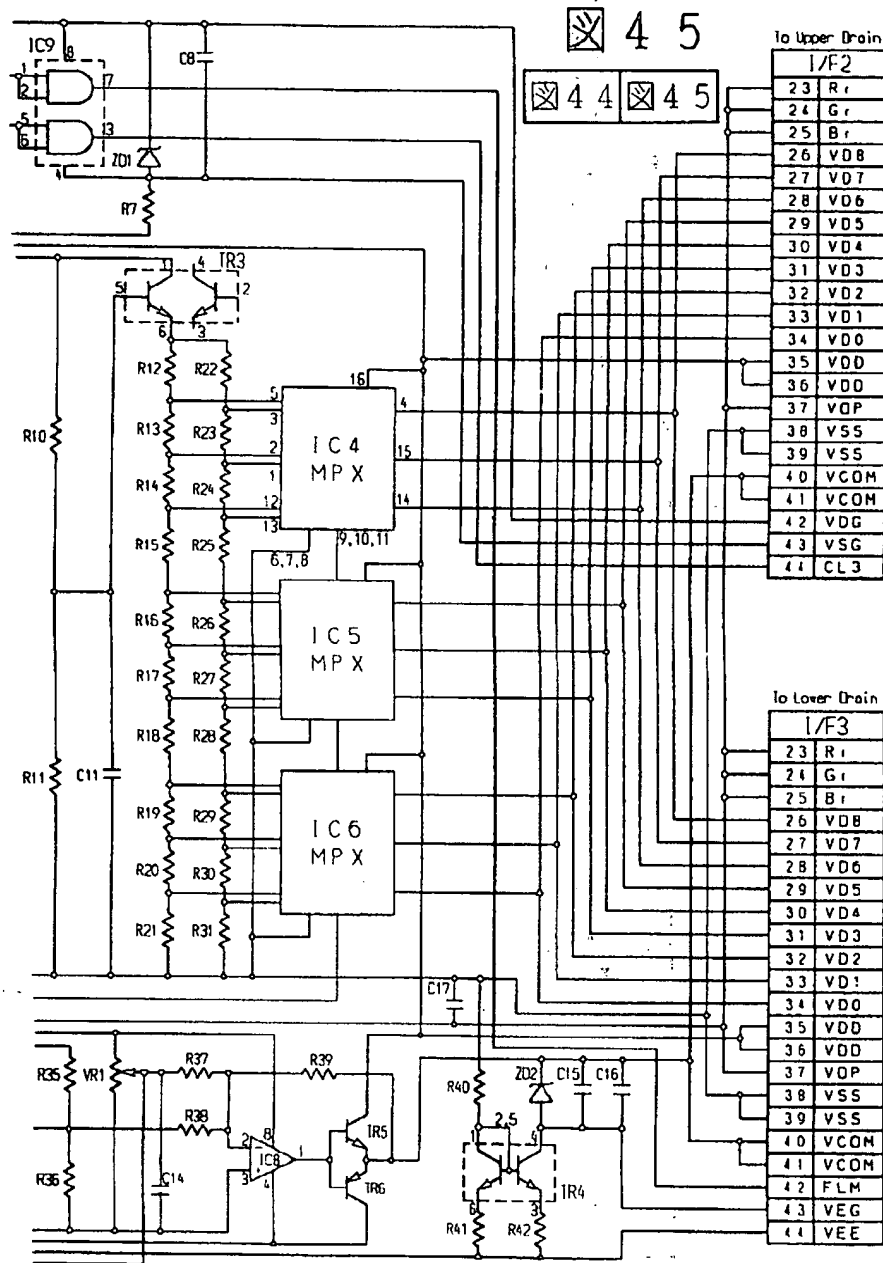 図45
図44 図45
To Upper Drain
I/F2
23 Rr
24 Gr
25 Br
26 VD8
27 VD7
28 VD6
29 VD5
30 VD4
31 VD3
32 VD2
33 VD1
34 VD0
35 VDD
36 VDD
37 VOP
38 VSS
39 VSS
40 VCOM
41 VCOM
42 VDG
43 VSG
44 CL3
To Lower Drain
I/F3
23 Rr
24 Gr
25 Br
26 VD8
27 VD7
28 VD6
29 VD5
30 VD4
31 VD3
32 VD2
33 VD1
34 VD0
35 VDD
36 VDD
37 VOP
38 VSS
39 VSS
40 VCOM
41 VCOM
42 FLM
43 VEG
44 VEE
IC9
8
1
2
7
5
6
3
4
ZD1
C8
R7
TR3
4
5
2
6
3
R12
R22
R13
R23
R14
R24
R15
R25
R16
R26
R17
R27
R18
R28
R19
R29
R20
R30
R21
R31
R10
R11
C11
16
5
3
2
1
12
13
4
15
14
IC4
MPX
6,7,8
9,10,11
IC5
MPX
IC6
MPX
C17
R35
VR1
R37
R39
R38
R36
C14
2
3
8
IC8
1
4
TR5
TR6
R40
ZD2
C15
C16
2,5
1
4
TR4
6
3
R41
R42